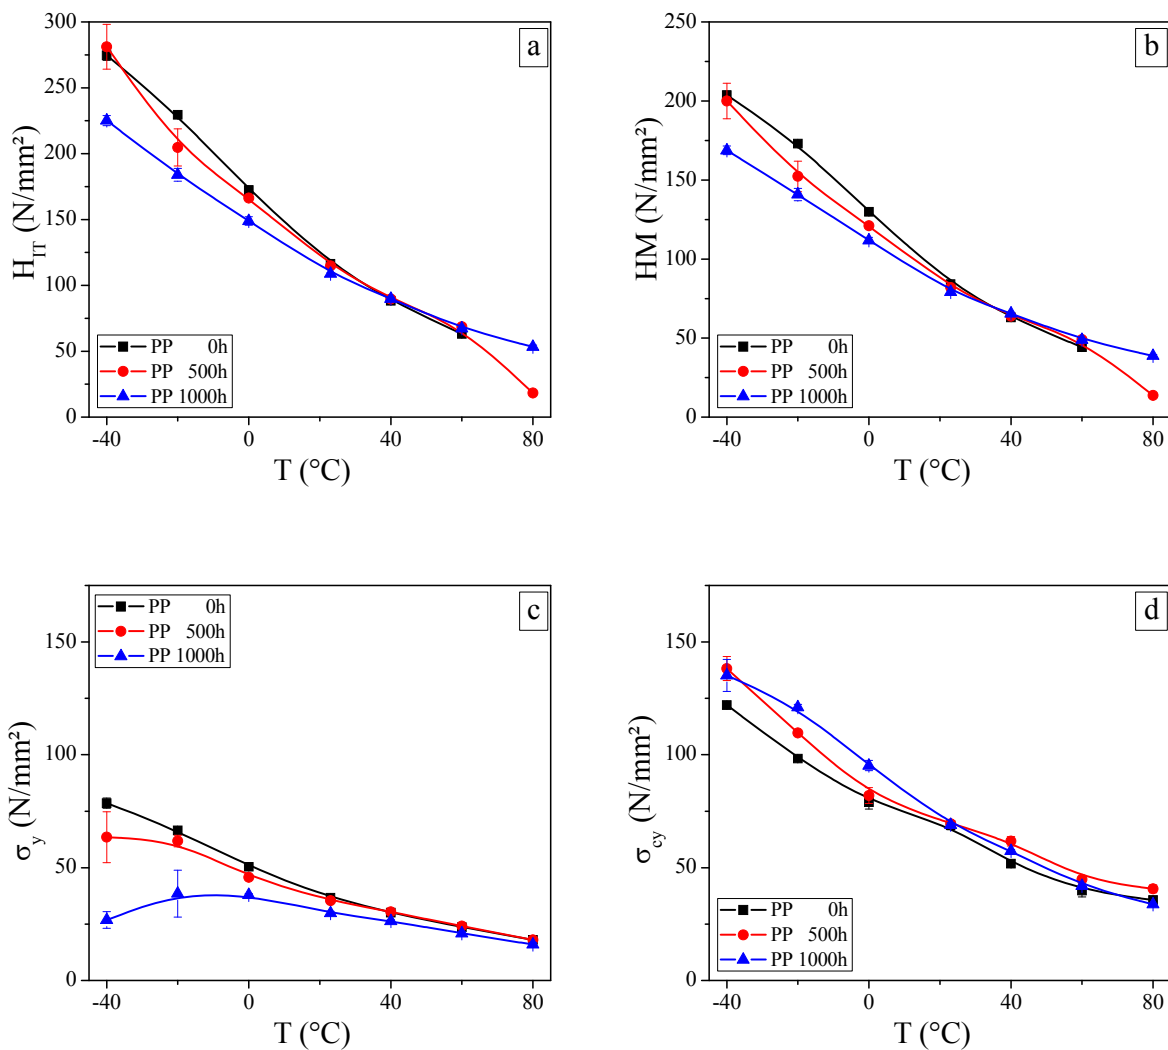 a
H_IT (N/mm²)
300
250
200
150
100
50
0
PP 0h
PP 500h
PP 1000h
-40 0 40 80
T (°C)
b
HM (N/mm²)
250
200
150
100
50
0
PP 0h
PP 500h
PP 1000h
-40 0 40 80
T (°C)
c
σ_y (N/mm²)
PP 0h
PP 500h
PP 1000h
150
100
50
0
-40 0 40 80
T (°C)
d
σ_cy (N/mm²)
150
100
50
0
PP 0h
PP 500h
PP 1000h
-40 0 40 80
T (°C)